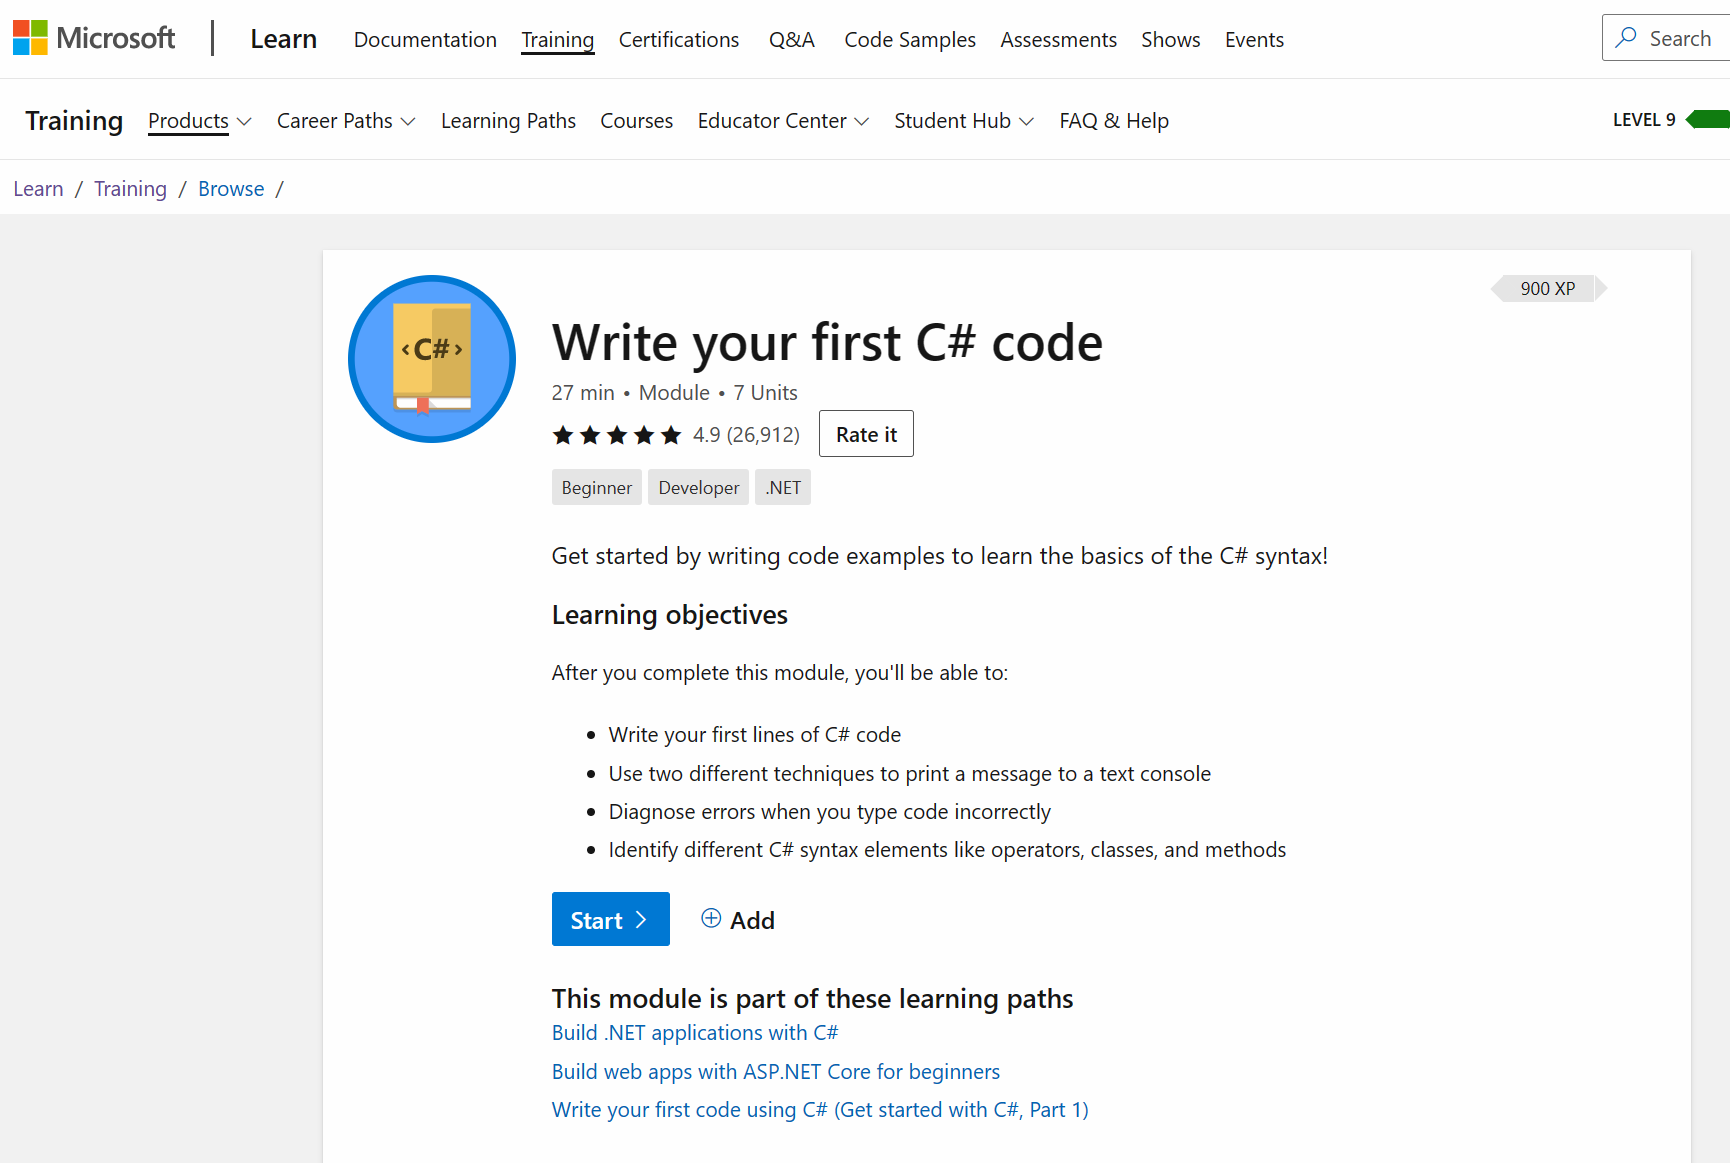 Microsoft | Learn Documentation Training Certifications Q&A Code Samples Assessments Shows Events Search
Training Products Career Paths Learning Paths Courses Educator Center Student Hub FAQ & Help LEVEL 9
Learn / Training / Browse /
900 XP
<C#>
Write your first C# code
27 min • Module • 7 Units
4.9 (26,912) Rate it
Beginner Developer .NET
Get started by writing code examples to learn the basics of the C# syntax!
Learning objectives
After you complete this module, you'll be able to:
• Write your first lines of C# code
• Use two different techniques to print a message to a text console
• Diagnose errors when you type code incorrectly
• Identify different C# syntax elements like operators, classes, and methods
Start > Add
This module is part of these learning paths
Build .NET applications with C#
Build web apps with ASP.NET Core for beginners
Write your first code using C# (Get started with C#, Part 1)